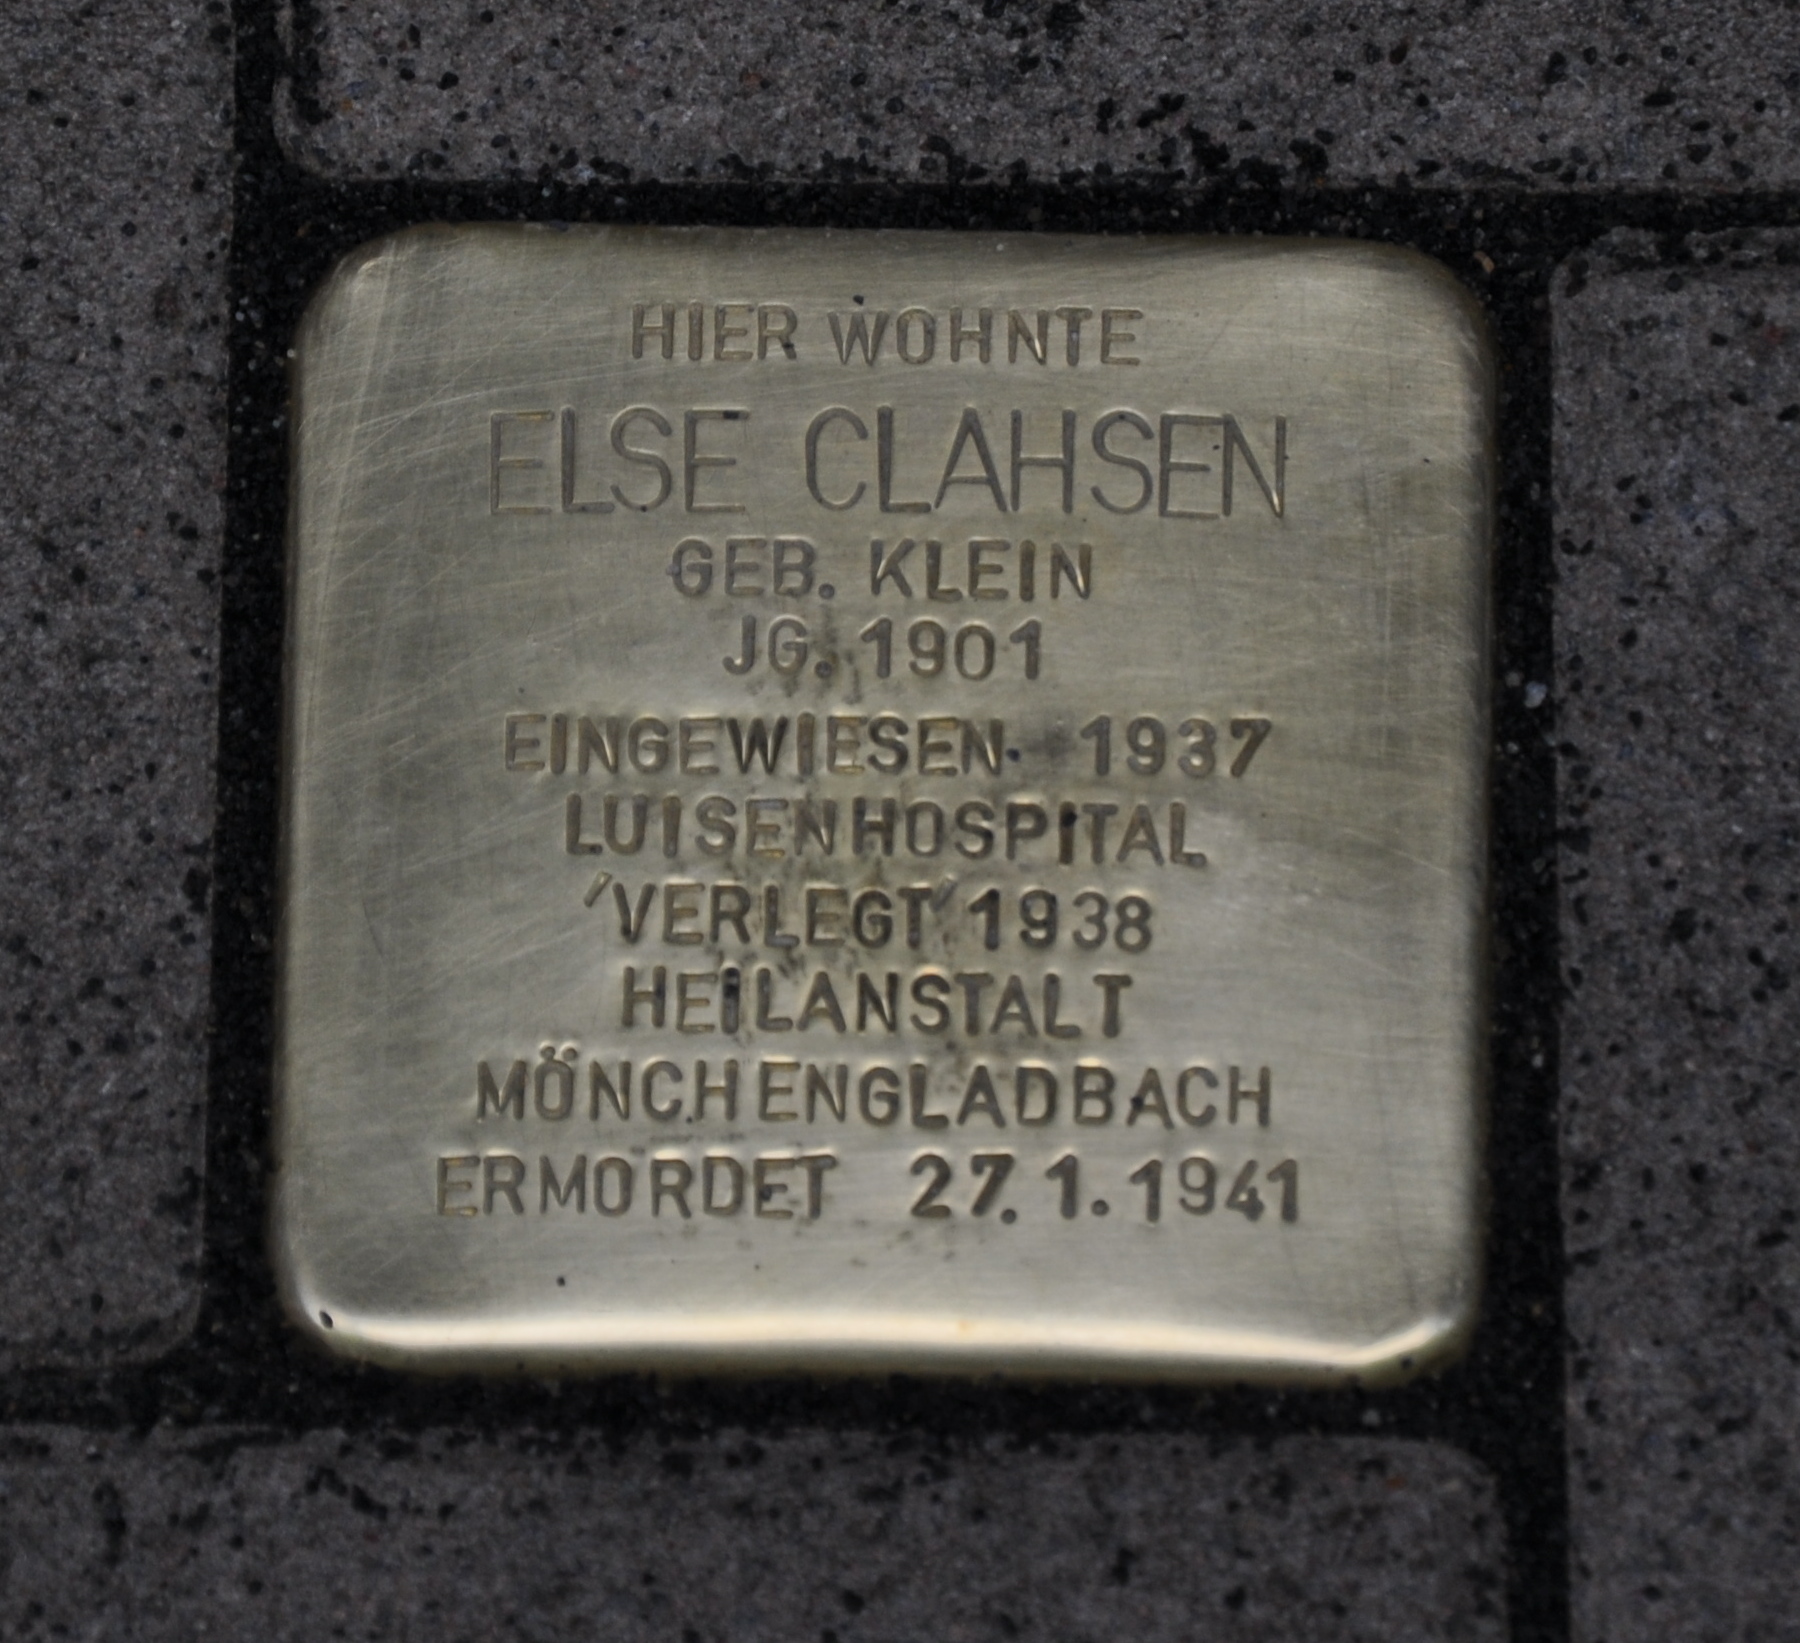 HIER WOHNTE
ELSE CLAHSEN
GEB. KLEIN
JG. 1901
EINGEWIESEN 1937
LUISENHOSPITAL
'VERLEGT' 1938
HEILANSTALT
MÖNCHENGLADBACH
ERMORDET 27.1.1941